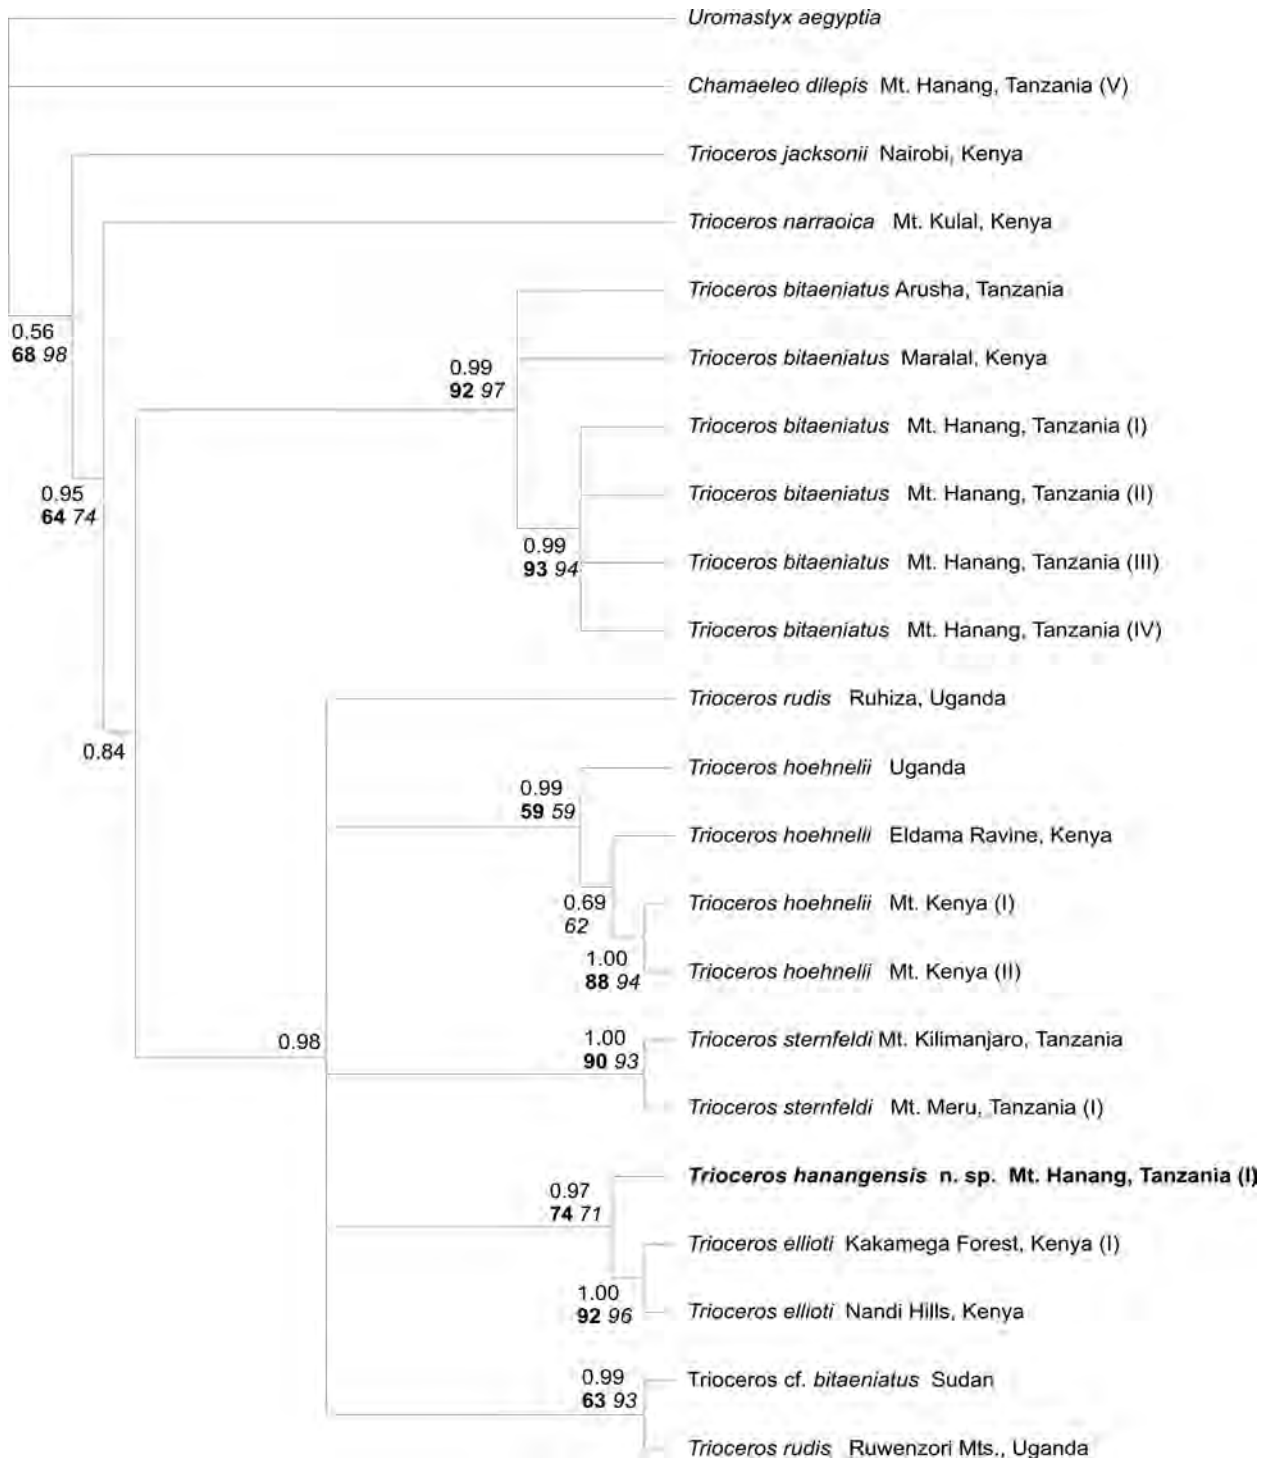 Uromastyx aegyptia
Chamaeleo dilepis Mt. Hanang, Tanzania (V)
Trioceros jacksonii Nairobi, Kenya
Trioceros narraoica Mt. Kulal, Kenya
Trioceros bitaeniatus Arusha, Tanzania
0.56
68 98
Trioceros bitaeniatus Maralal, Kenya
0.99
92 97
Trioceros bitaeniatus Mt. Hanang, Tanzania (I)
0.95
64 74
Trioceros bitaeniatus Mt. Hanang, Tanzania (II)
0.99
93 94
Trioceros bitaeniatus Mt. Hanang, Tanzania (III)
Trioceros bitaeniatus Mt. Hanang, Tanzania (IV)
Trioceros rudis Ruhiza, Uganda
0.84
Trioceros hoehnelii Uganda
0.99
59 59
Trioceros hoehnelii Eldama Ravine, Kenya
0.69
62
Trioceros hoehnelii Mt. Kenya (I)
1.00
88 94
Trioceros hoehnelii Mt. Kenya (II)
0.98
1.00
90 93
Trioceros sternfeldi Mt. Kilimanjaro, Tanzania
Trioceros sternfeldi Mt. Meru, Tanzania (I)
Trioceros hanangensis n. sp. Mt. Hanang, Tanzania (I)
0.97
74 71
Trioceros ellioti Kakamega Forest, Kenya (I)
1.00
92 96
Trioceros ellioti Nandi Hills, Kenya
0.99
63 93
Trioceros cf. bitaeniatus Sudan
Trioceros rudis Ruwenzori Mts., Uganda